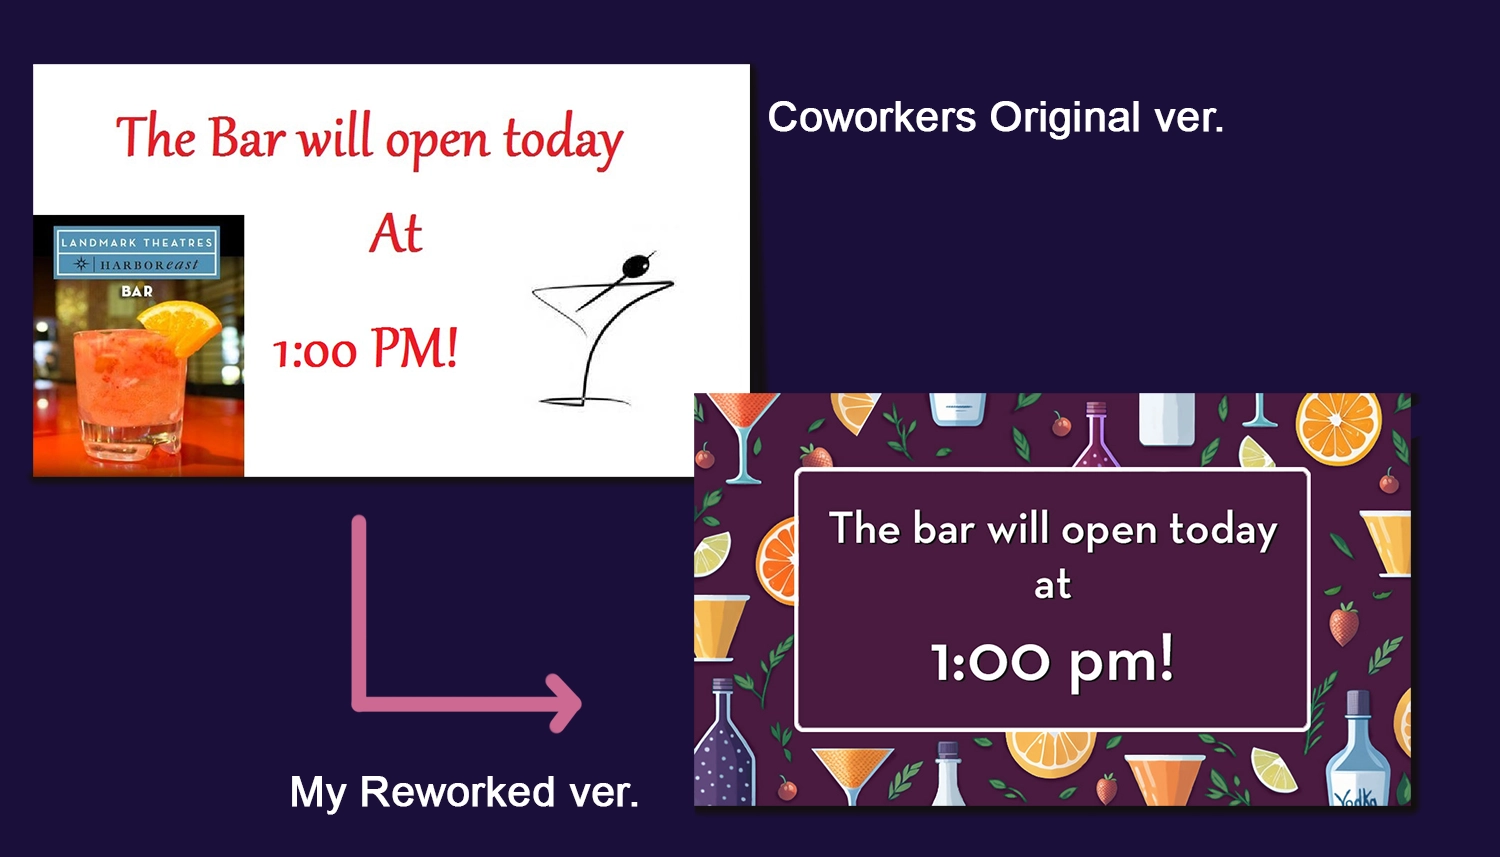 Coworkers Original ver.
The Bar will open today
At
1:00 PM!
LANDMARK THEATRES
HARBOReast
BAR
My Reworked ver.
The bar will open today
at
1:00 pm!
Vodka